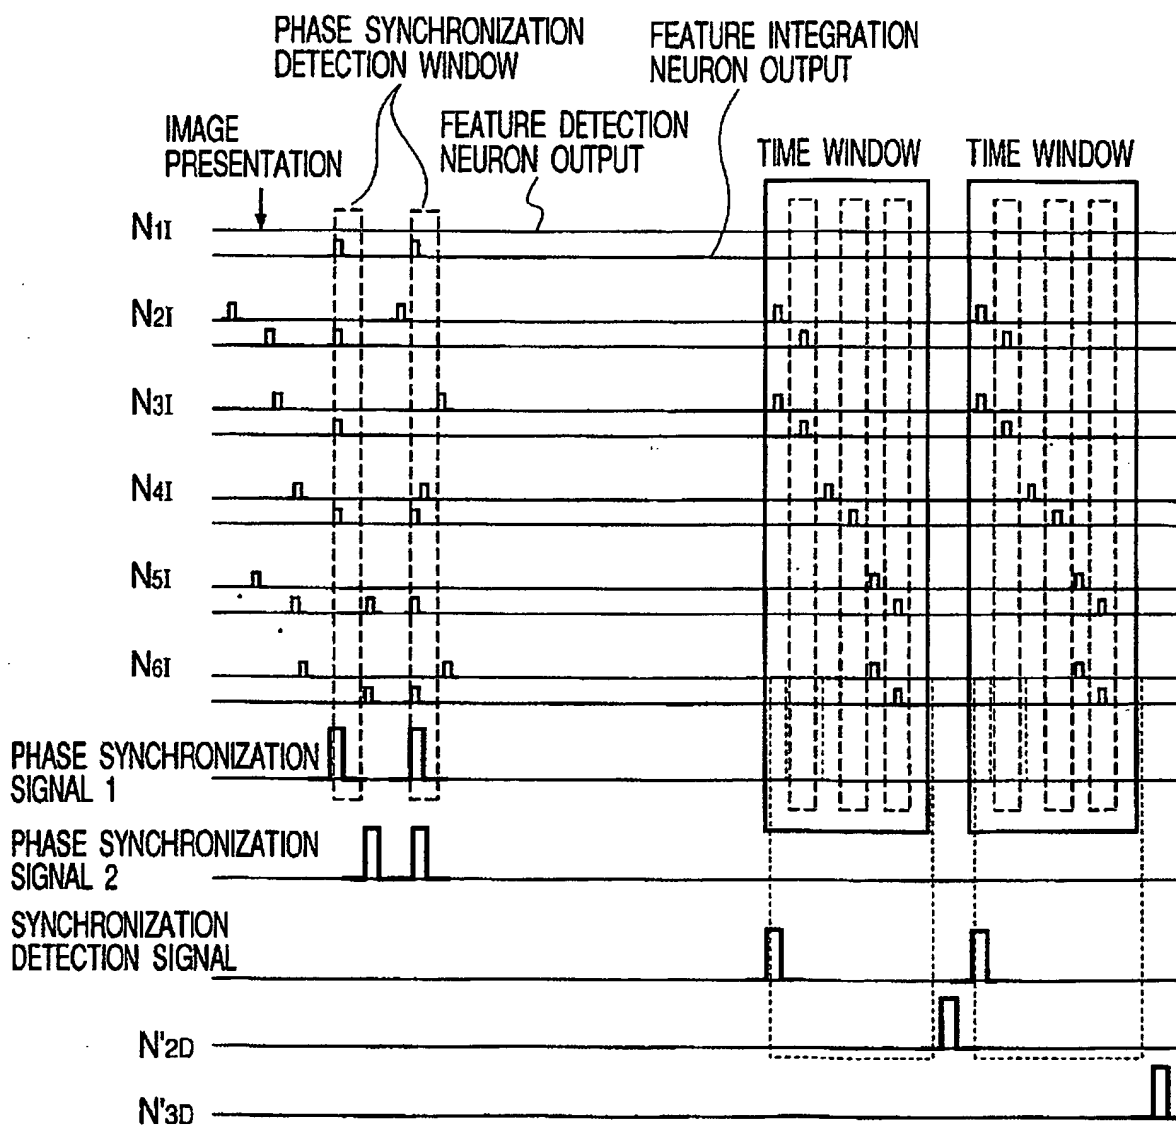 PHASE SYNCHRONIZATION
DETECTION WINDOW
FEATURE INTEGRATION
NEURON OUTPUT
IMAGE
PRESENTATION
FEATURE DETECTION
NEURON OUTPUT
TIME WINDOW
TIME WINDOW
N1I
N2I
N3I
N4I
N5I
N6I
PHASE SYNCHRONIZATION
SIGNAL 1
PHASE SYNCHRONIZATION
SIGNAL 2
SYNCHRONIZATION
DETECTION SIGNAL
N'2D
N'3D